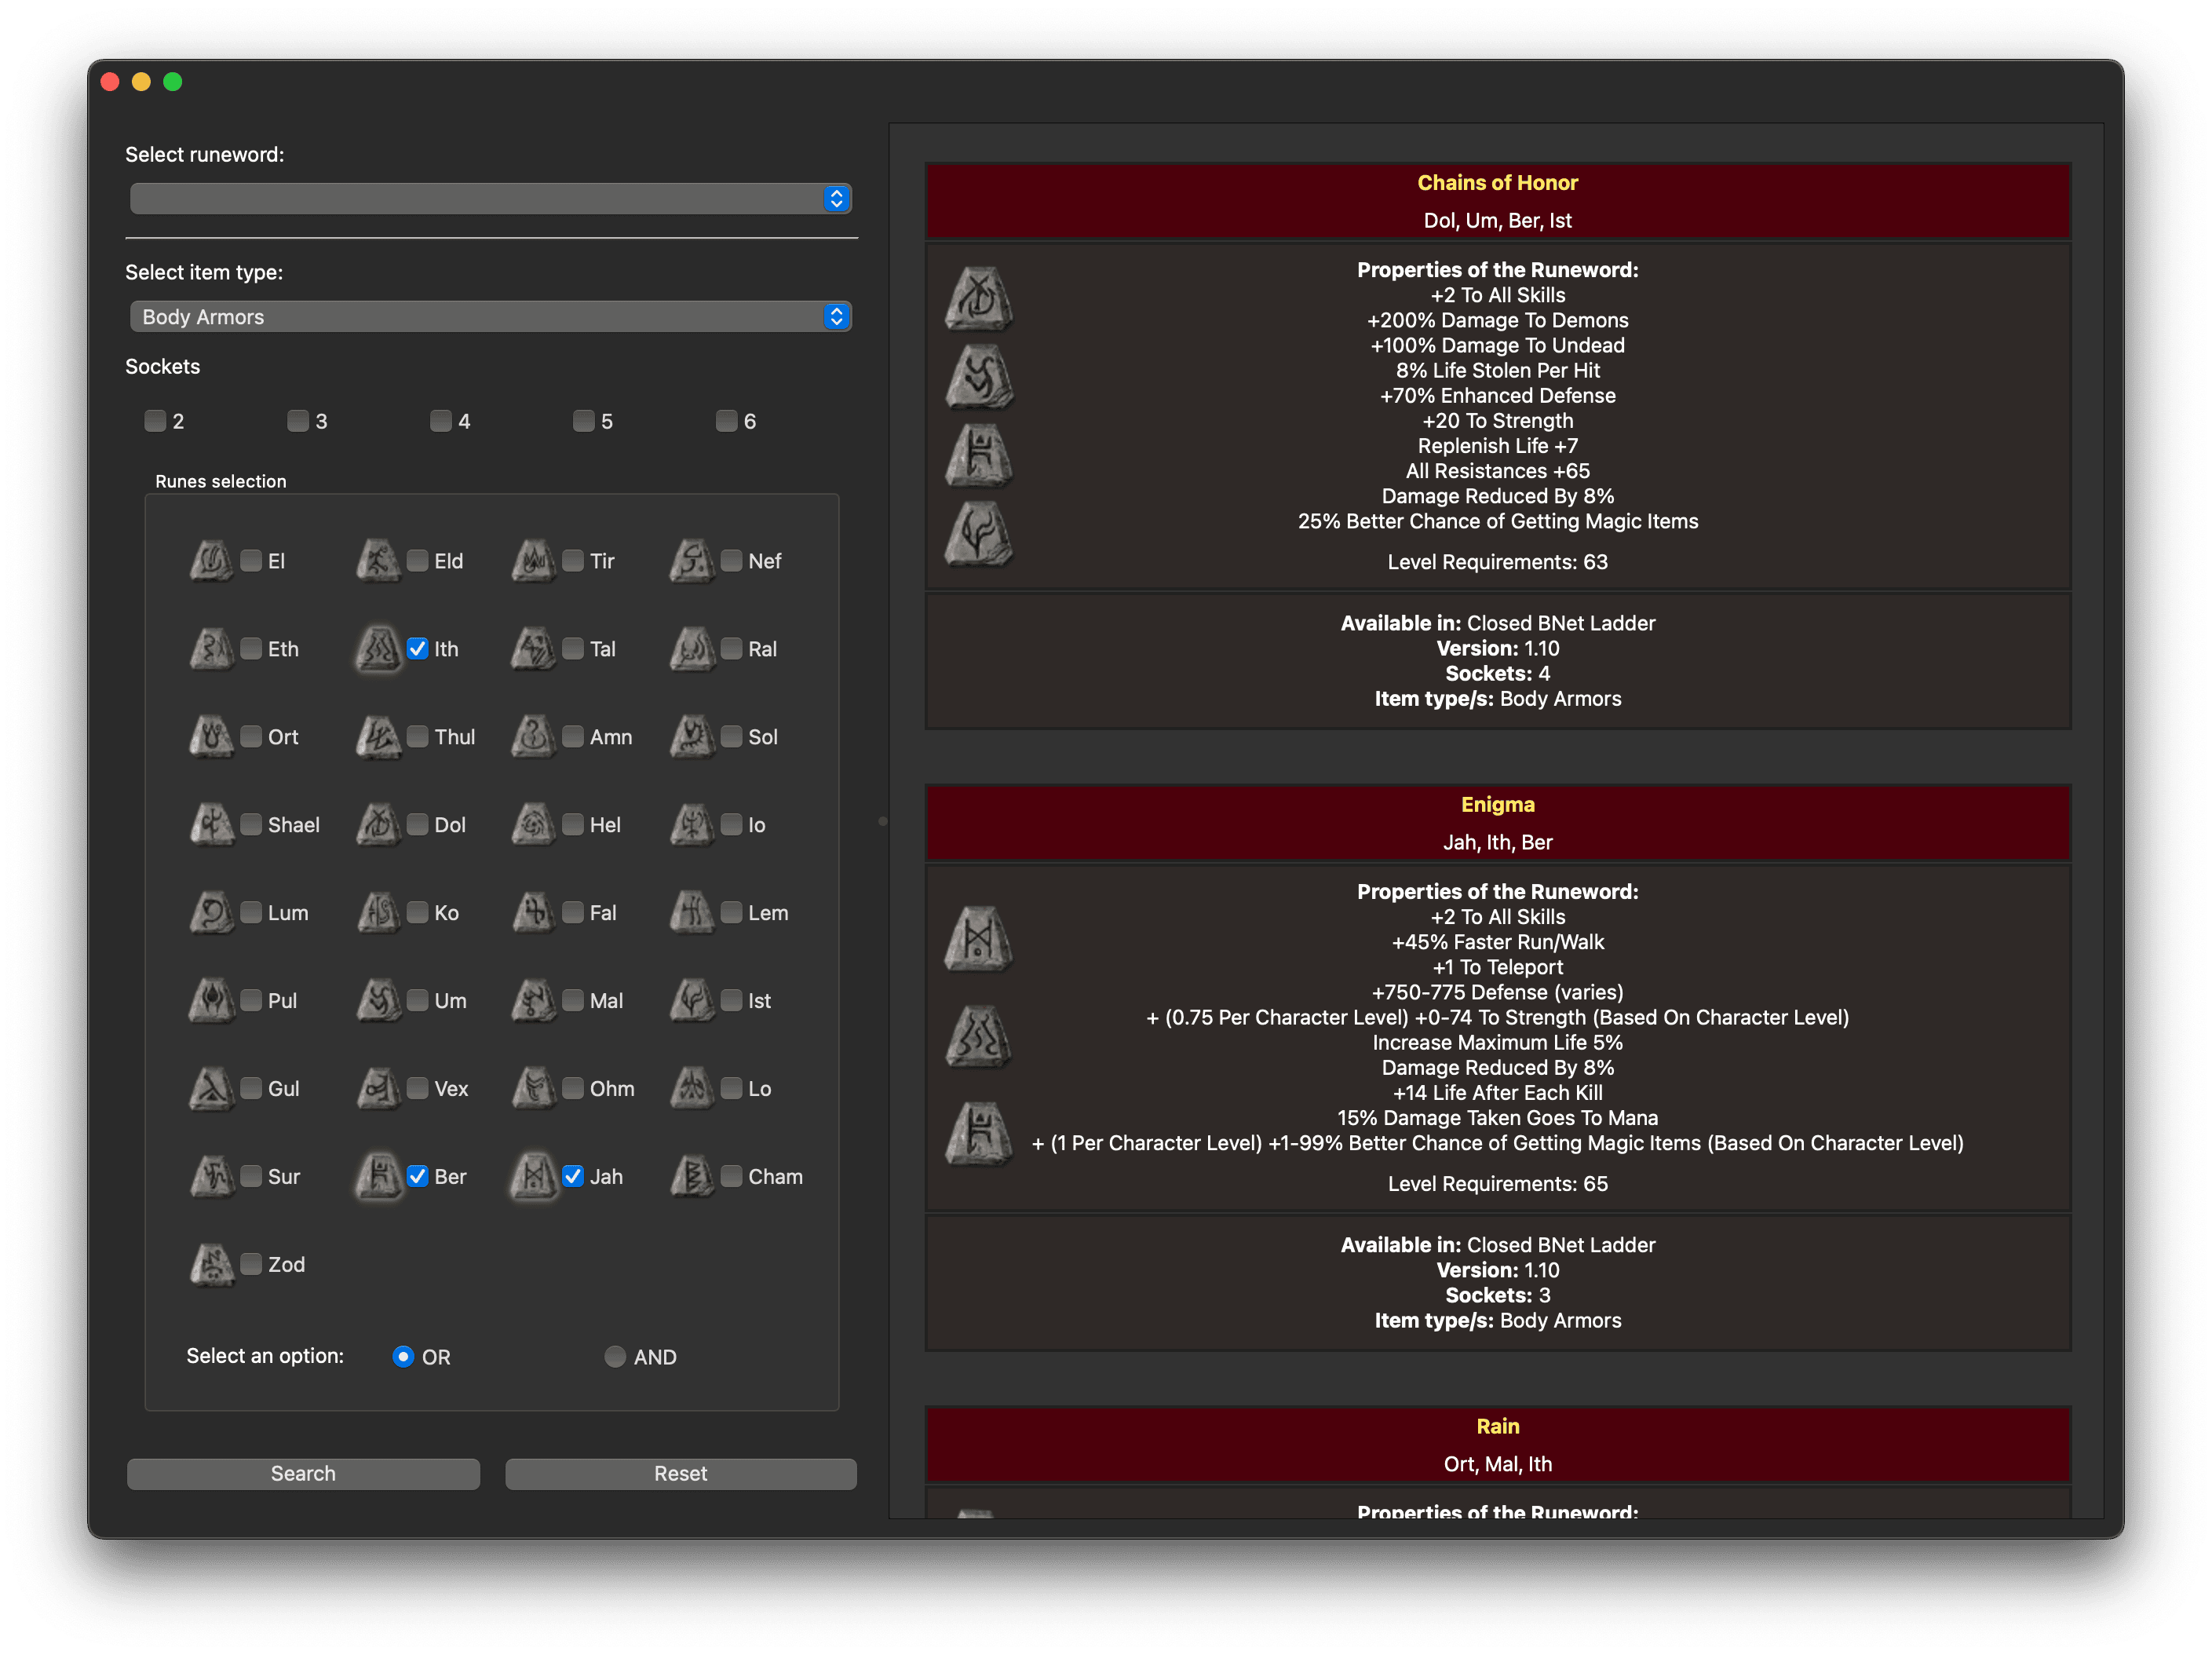 Select runeword:
Select item type:
Body Armors
Sockets
2 3 4 5 6
Runes selection
El Eld Tir Nef
Eth Ith Tal Ral
Ort Thul Amn Sol
Shael Dol Hel Io
Lum Ko Fal Lem
Pul Um Mal Ist
Gul Vex Ohm Lo
Sur Ber Jah Cham
Zod
Select an option: OR AND
Search Reset
Chains of Honor
Dol, Um, Ber, Ist
Properties of the Runeword:
+2 To All Skills
+200% Damage To Demons
+100% Damage To Undead
8% Life Stolen Per Hit
+70% Enhanced Defense
+20 To Strength
Replenish Life +7
All Resistances +65
Damage Reduced By 8%
25% Better Chance of Getting Magic Items
Level Requirements: 63
Available in: Closed BNet Ladder
Version: 1.10
Sockets: 4
Item type/s: Body Armors
Enigma
Jah, Ith, Ber
Properties of the Runeword:
+2 To All Skills
+45% Faster Run/Walk
+1 To Teleport
+750-775 Defense (varies)
+ (0.75 Per Character Level) +0-74 To Strength (Based On Character Level)
Increase Maximum Life 5%
Damage Reduced By 8%
+14 Life After Each Kill
15% Damage Taken Goes To Mana
+ (1 Per Character Level) +1-99% Better Chance of Getting Magic Items (Based On Character Level)
Level Requirements: 65
Available in: Closed BNet Ladder
Version: 1.10
Sockets: 3
Item type/s: Body Armors
Rain
Ort, Mal, Ith
Properties of the Runeword: